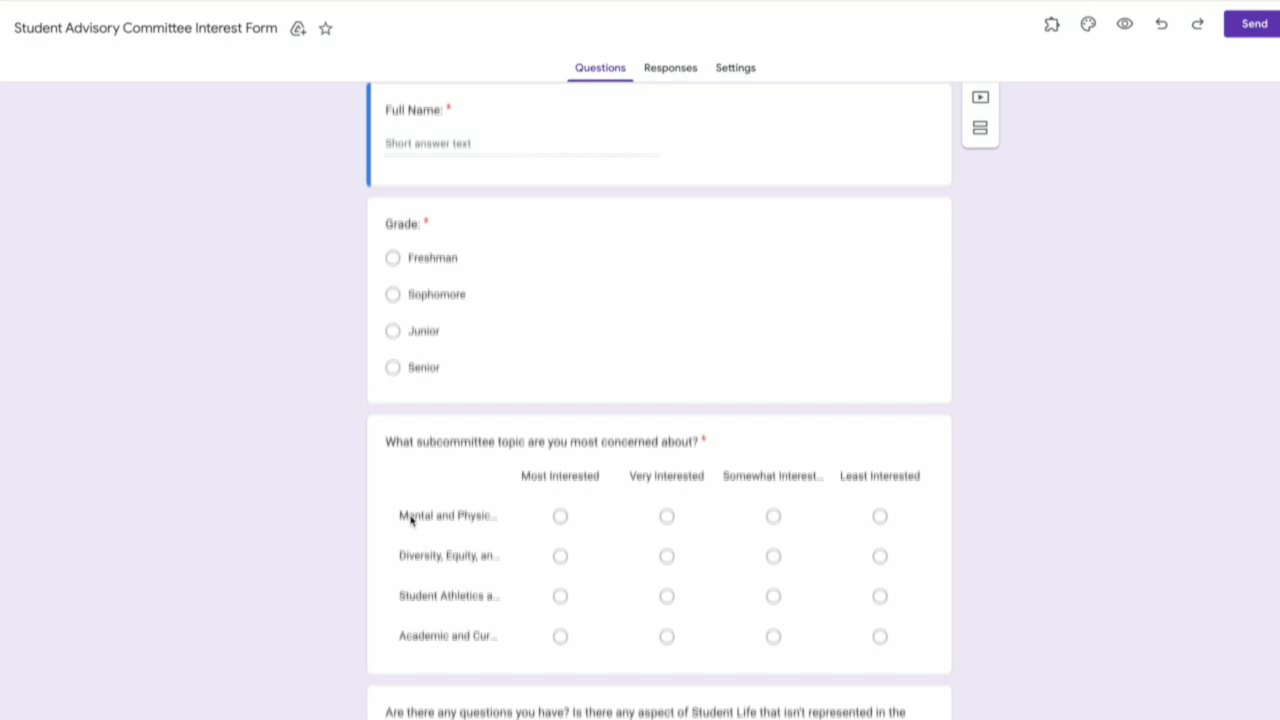 Student Advisory Committee Interest Form
Send
Questions Responses Settings
Full Name: *
Short answer text
Grade: *
Freshman
Sophomore
Junior
Senior
What subcommittee topic are you most concerned about? *
Most Interested Very Interested Somewhat Interest... Least Interested
Mental and Physic...
Diversity, Equity, an...
Student Athletics a...
Academic and Cur...
Are there any questions you have? Is there any aspect of Student Life that isn't represented in the